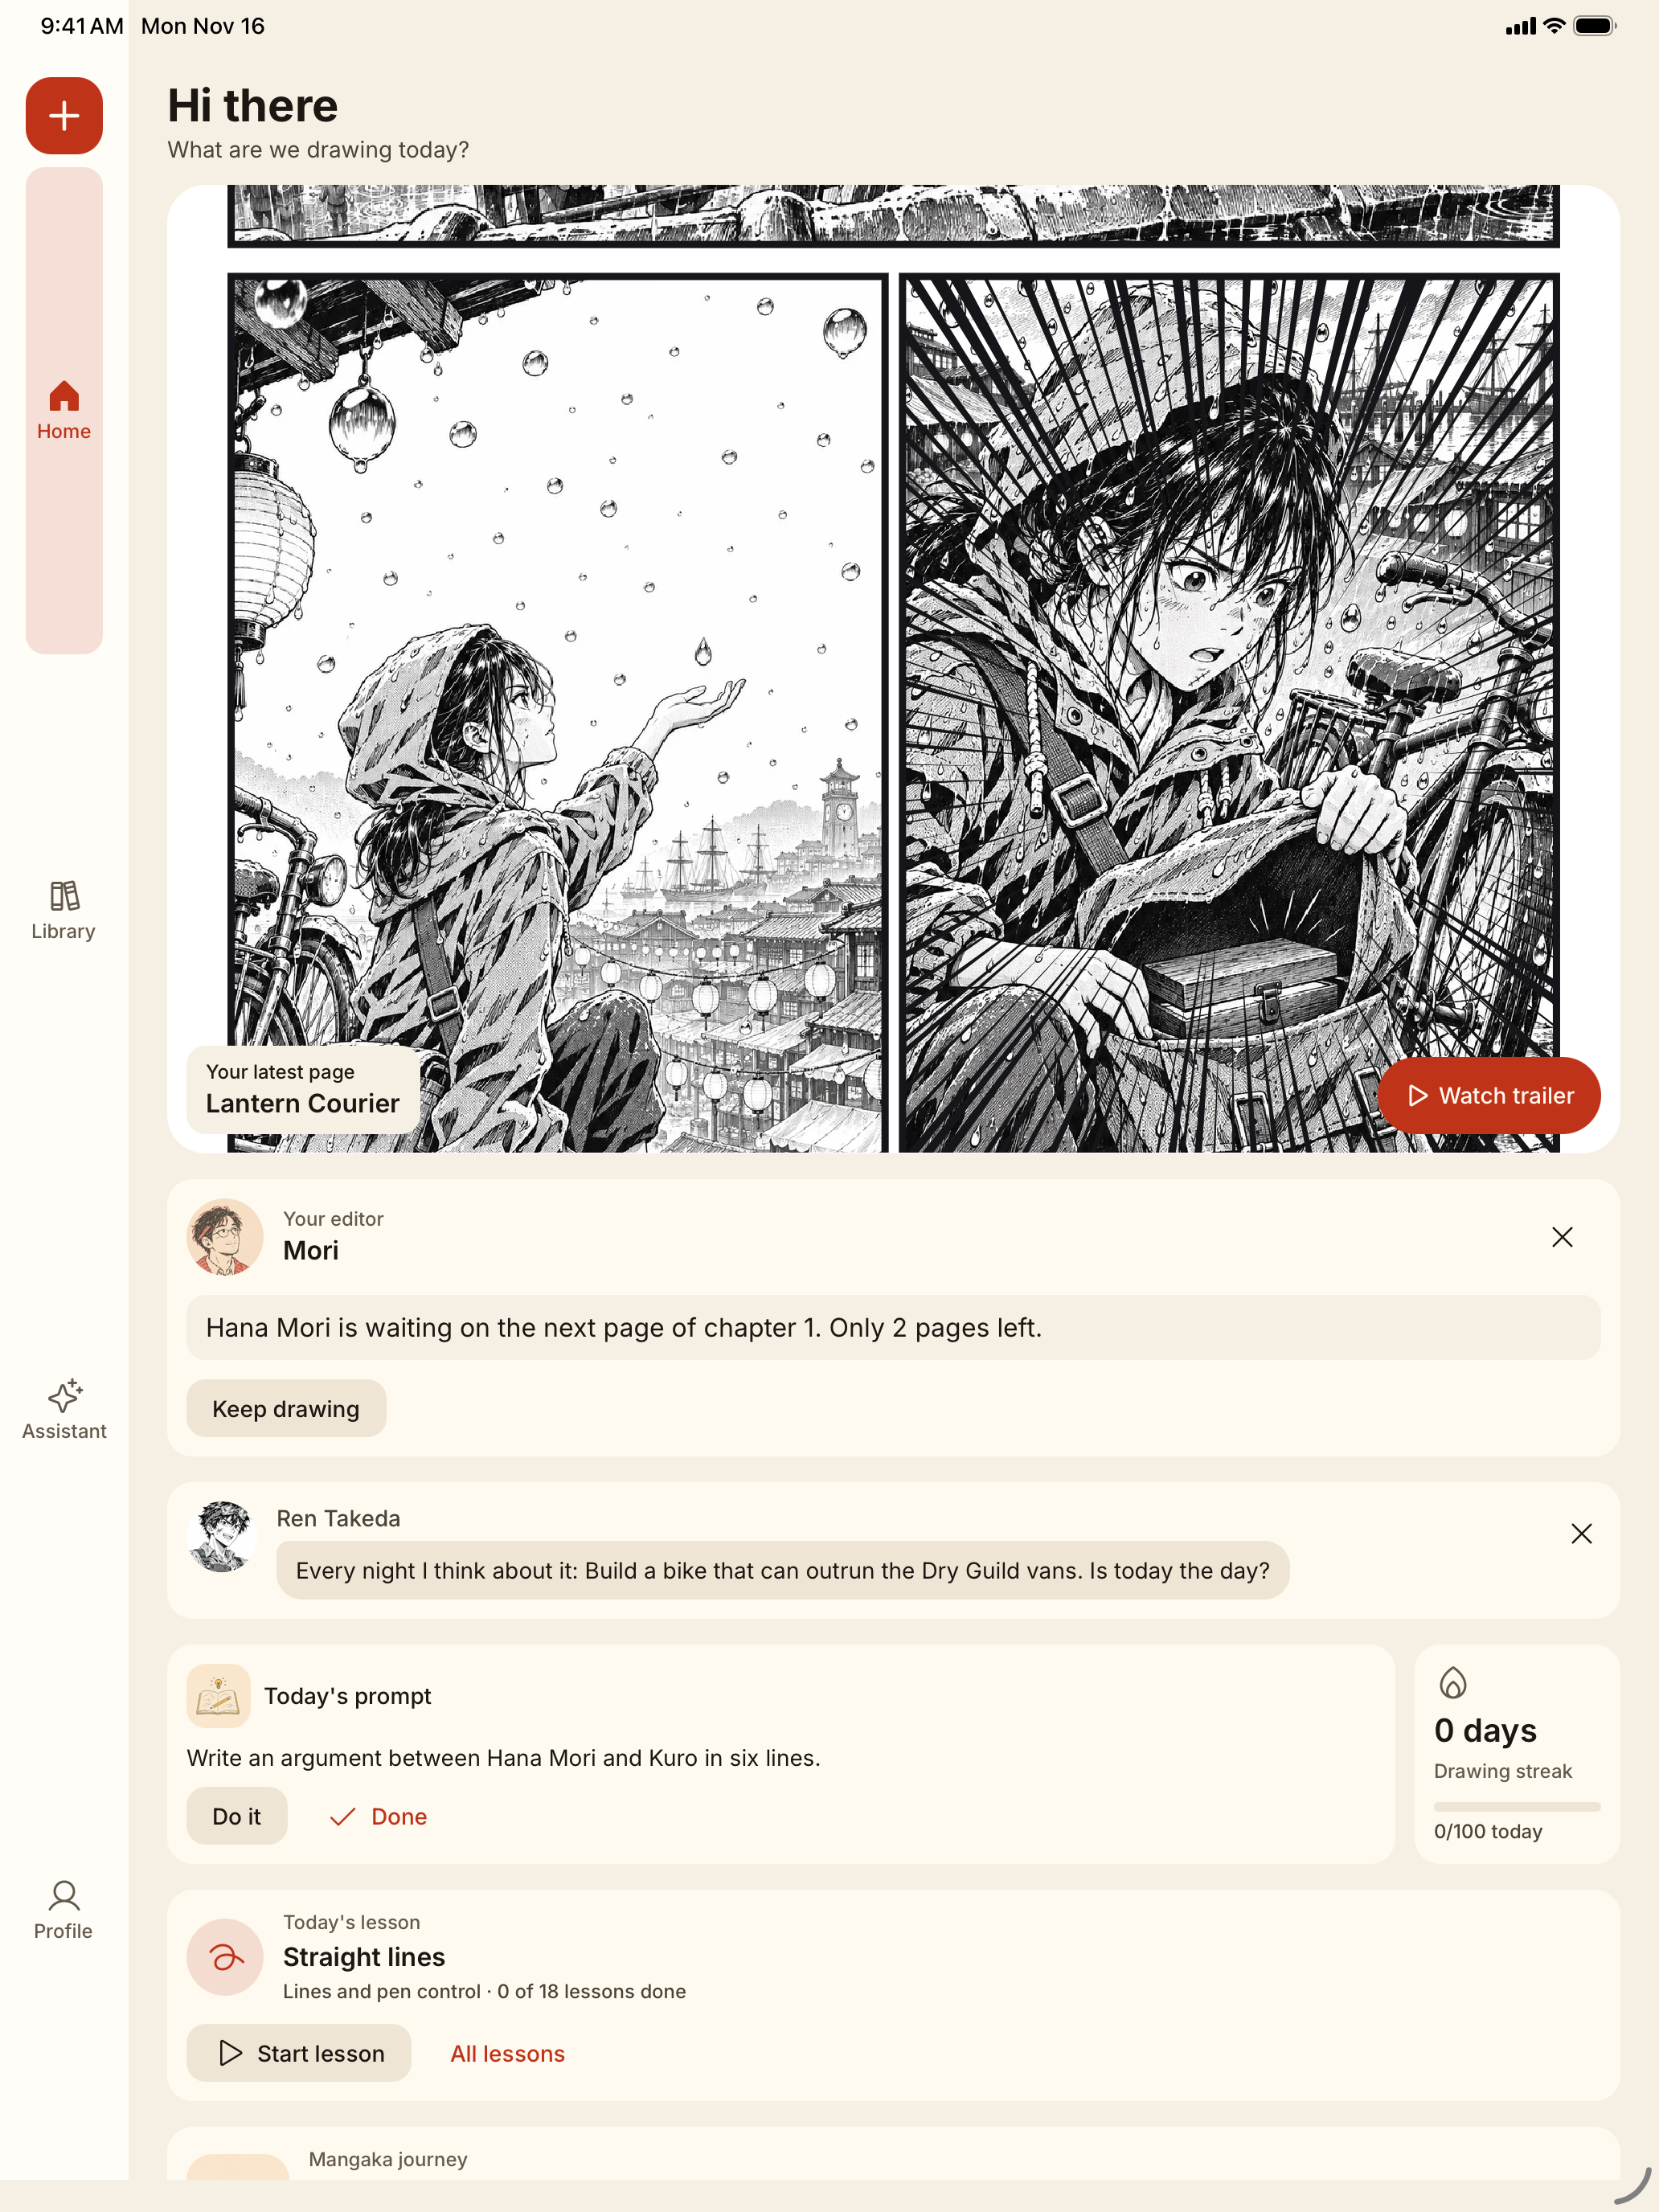 9:41 AM Mon Nov 16
Hi there
What are we drawing today?
Home
Library
Assistant
Profile
Your latest page
Lantern Courier
Watch trailer
Your editor
Mori
Hana Mori is waiting on the next page of chapter 1. Only 2 pages left.
Keep drawing
Ren Takeda
Every night I think about it: Build a bike that can outrun the Dry Guild vans. Is today the day?
Today's prompt
Write an argument between Hana Mori and Kuro in six lines.
Do it
Done
0 days
Drawing streak
0/100 today
Today's lesson
Straight lines
Lines and pen control · 0 of 18 lessons done
Start lesson
All lessons
Mangaka journey